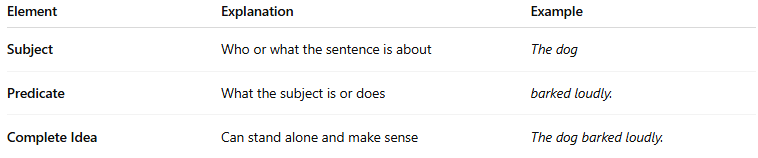 Element Explanation Example
Subject Who or what the sentence is about The dog
Predicate What the subject is or does barked loudly.
Complete Idea Can stand alone and make sense The dog barked loudly.